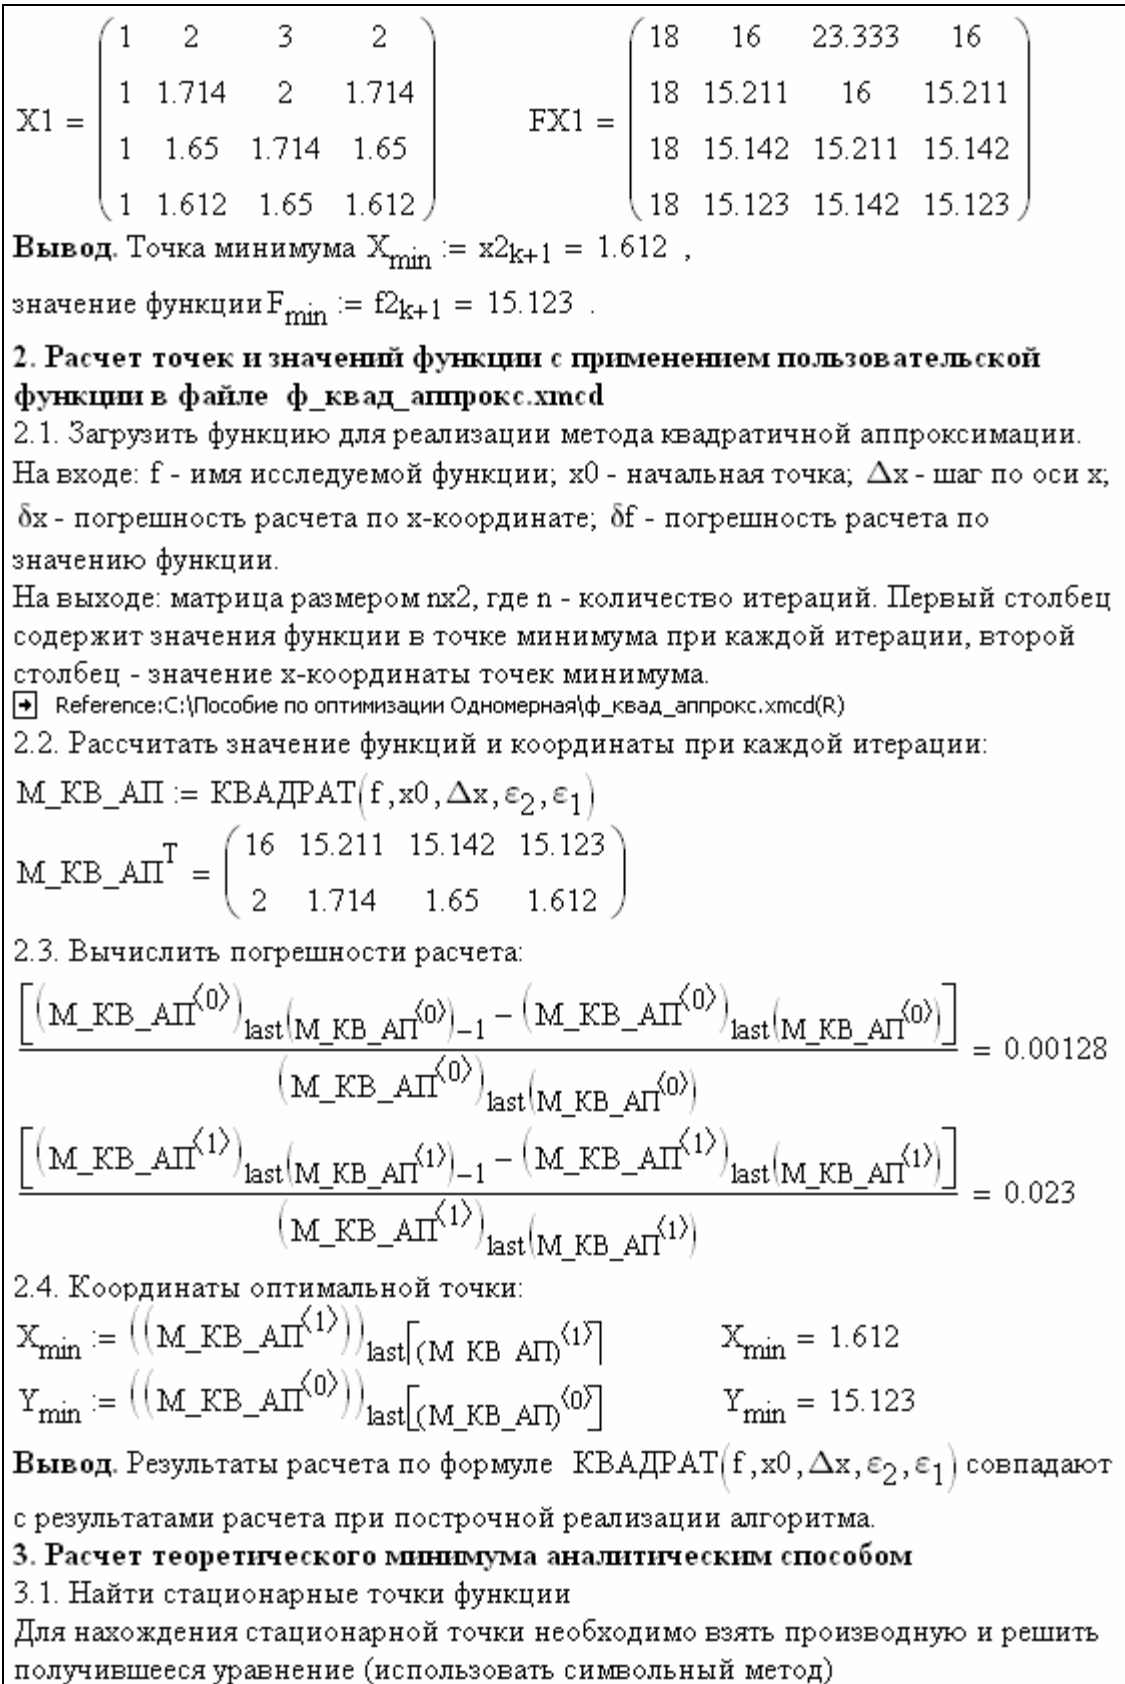 X1 = ( 1 2 3 2 ; 1 1.714 2 1.714 ; 1 1.65 1.714 1.65 ; 1 1.612 1.65 1.612 ) FX1 = ( 18 16 23.333 16 ; 18 15.211 16 15.211 ; 18 15.142 15.211 15.142 ; 18 15.123 15.142 15.123 )
Вывод. Точка минимума X_min := x2_k+1 = 1.612 ,
значение функции F_min := f2_k+1 = 15.123 .
2. Расчет точек и значений функции с применением пользовательской
функции в файле ф_квад_аппрокс.xmcd
2.1. Загрузить функцию для реализации метода квадратичной аппроксимации.
На входе: f - имя исследуемой функции; x0 - начальная точка; Δx - шаг по оси x;
δx - погрешность расчета по x-координате; δf - погрешность расчета по
значению функции.
На выходе: матрица размером nx2, где n - количество итераций. Первый столбец
содержит значения функции в точке минимума при каждой итерации, второй
столбец - значение x-координаты точек минимума.
Reference:C:\Пособие по оптимизации Одномерная\ф_квад_аппрокс.xmcd(R)
2.2. Рассчитать значение функций и координаты при каждой итерации:
М_КВ_АП := КВАДРАТ(f,x0,Δx,ε_2,ε_1)
М_КВ_АП^T = ( 16 15.211 15.142 15.123 ; 2 1.714 1.65 1.612 )
2.3. Вычислить погрешности расчета:
[(М_КВ_АП^<0>)_last(М_КВ_АП^<0>)-1 - (М_КВ_АП^<0>)_last(М_КВ_АП^<0>)] / (М_КВ_АП^<0>)_last(М_КВ_АП^<0>) = 0.00128
[(М_КВ_АП^<1>)_last(М_КВ_АП^<1>)-1 - (М_КВ_АП^<1>)_last(М_КВ_АП^<1>)] / (М_КВ_АП^<1>)_last(М_КВ_АП^<1>) = 0.023
2.4. Координаты оптимальной точки:
X_min := ((М_КВ_АП^<1>))_last[(М_КВ_АП)^<1>] X_min = 1.612
Y_min := ((М_КВ_АП^<0>))_last[(М_КВ_АП)^<0>] Y_min = 15.123
Вывод. Результаты расчета по формуле КВАДРАТ(f,x0,Δx,ε_2,ε_1) совпадают
с результатами расчета при построчной реализации алгоритма.
3. Расчет теоретического минимума аналитическим способом
3.1. Найти стационарные точки функции
Для нахождения стационарной точки необходимо взять производную и решить
получившееся уравнение (использовать символьный метод)